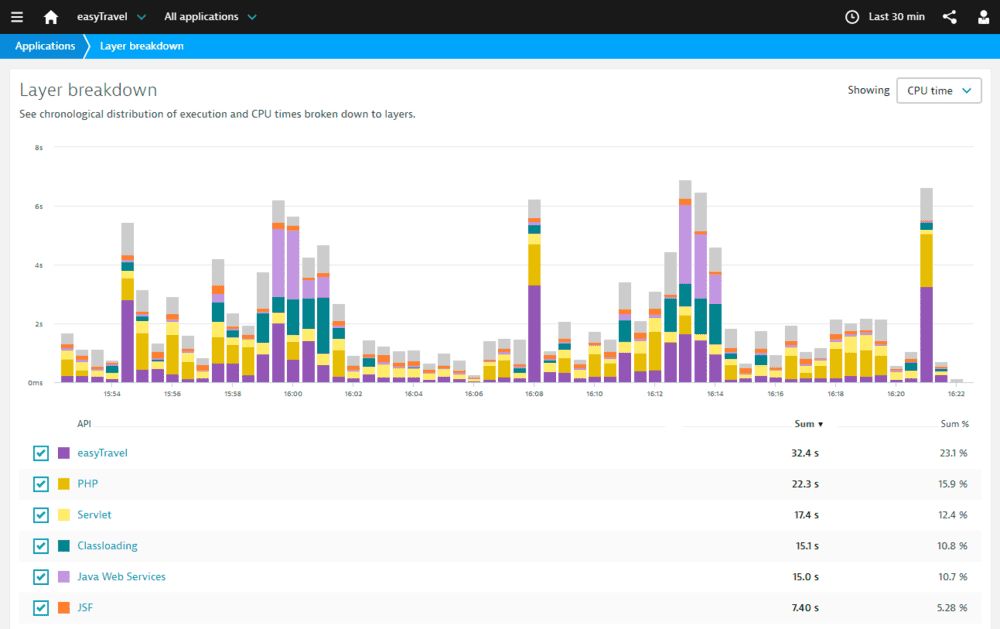 easyTravel All applications Last 30 min
Applications Layer breakdown
Layer breakdown
Showing CPU time
See chronological distribution of execution and CPU times broken down to layers.
8s
6s
4s
2s
0ms
15:54 15:56 15:58 16:00 16:02 16:04 16:06 16:08 16:10 16:12 16:14 16:16 16:18 16:20 16:22
API Sum ▼ Sum %
easyTravel 32.4 s 23.1 %
PHP 22.3 s 15.9 %
Servlet 17.4 s 12.4 %
Classloading 15.1 s 10.8 %
Java Web Services 15.0 s 10.7 %
JSF 7.40 s 5.28 %